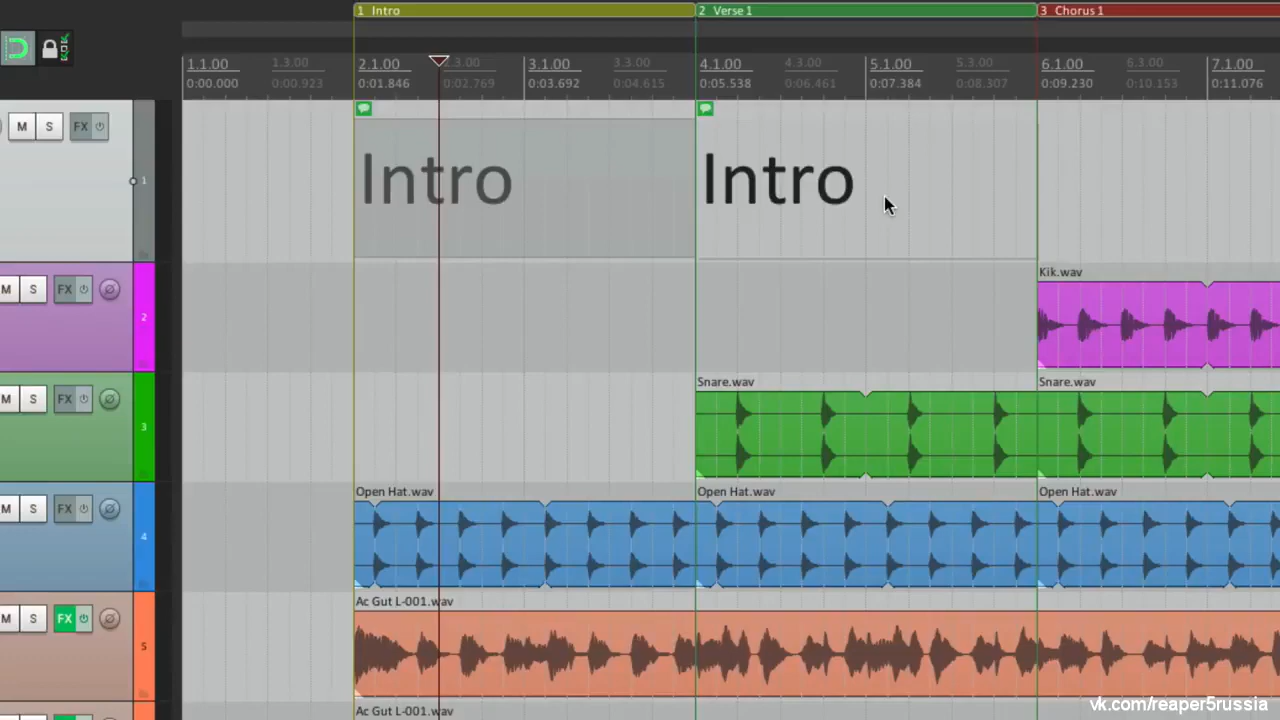 1 Intro
2 Verse 1
3 Chorus 1
1.1.00 1.3.00 2.1.00 2.3.00 3.1.00 3.3.00 4.1.00 4.3.00 5.1.00 5.3.00 6.1.00 6.3.00 7.1.00
0:00.000 0:00.923 0:01.846 0:02.769 0:03.692 0:04.615 0:05.538 0:06.461 0:07.384 0:08.307 0:09.230 0:10.153 0:11.076
M S FX
1
Intro
Intro
M S FX
2
Kik.wav
M S FX
3
Snare.wav
Snare.wav
M S FX
4
Open Hat.wav
Open Hat.wav
Open Hat.wav
M S FX
5
Ac Gut L-001.wav
Ac Gut L-001.wav
vk.com/reaper5russia